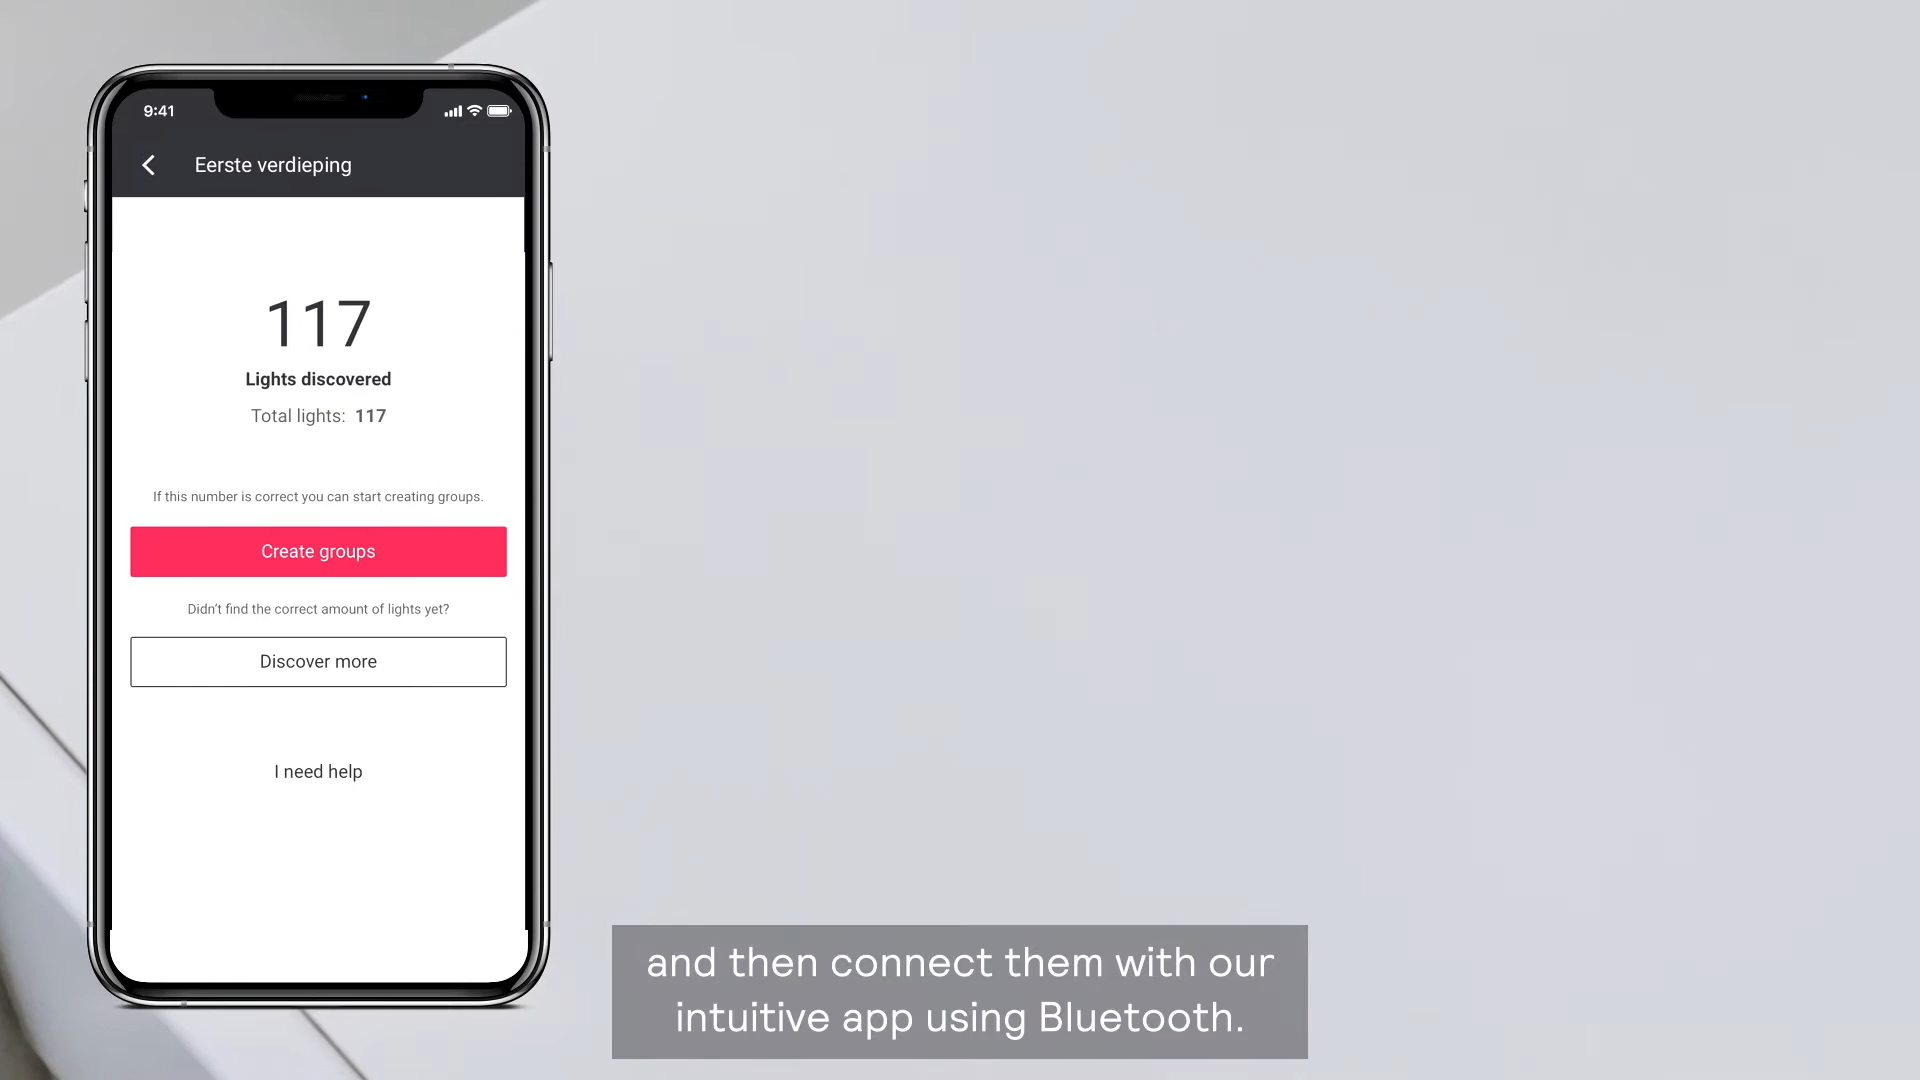 9:41
Eerste verdieping
117
Lights discovered
Total lights: 117
If this number is correct you can start creating groups.
Create groups
Didn't find the correct amount of lights yet?
Discover more
I need help
and then connect them with our
intuitive app using Bluetooth.